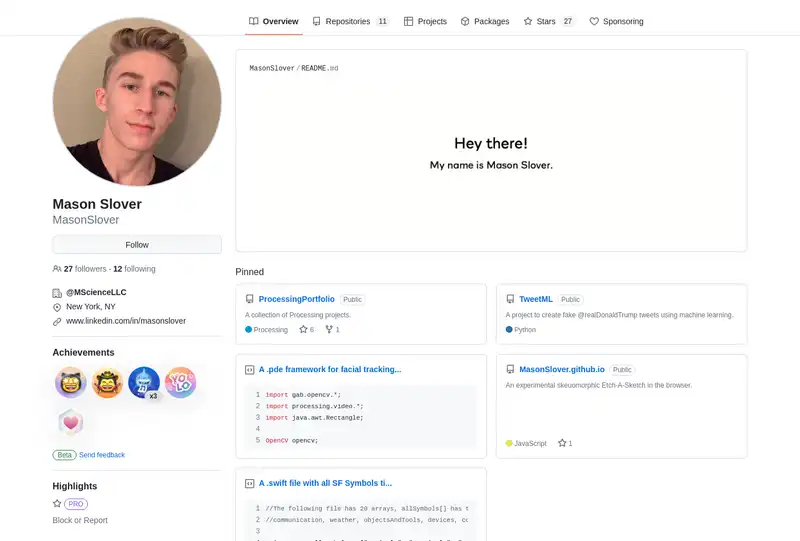 Overview
Repositories 11
Projects
Packages
Stars 27
Sponsoring
MasonSlover / README.md
Hey there!
My name is Mason Slover.
Mason Slover
MasonSlover
Follow
27 followers · 12 following
@MScienceLLC
New York, NY
www.linkedin.com/in/masonslover
Achievements
x3
YOLO
Beta Send feedback
Highlights
PRO
Block or Report
Pinned
ProcessingPortfolio Public
A collection of Processing projects.
Processing 6 1
TweetML Public
A project to create fake @realDonaldTrump tweets using machine learning.
Python
A .pde framework for facial tracking...
1 import gab.opencv.*;
2 import processing.video.*;
3 import java.awt.Rectangle;
4
5 OpenCV opencv;
MasonSlover.github.io Public
An experimental skeuomorphic Etch-A-Sketch in the browser.
JavaScript 1
A .swift file with all SF Symbols ti...
1 //The following file has 20 arrays, allSymbols[] has t
2 //communication, weather, objectsAndTools, devices, co
3